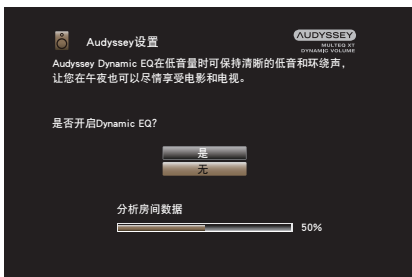 Audyssey设置
AUDYSSEY
MULTEQ XT
DYNAMIC VOLUME
Audyssey Dynamic EQ在低音量时可保持清晰的低音和环绕声,
让您在午夜也可以尽情享受电影和电视。
是否开启Dynamic EQ?
是
无
分析房间数据
50%